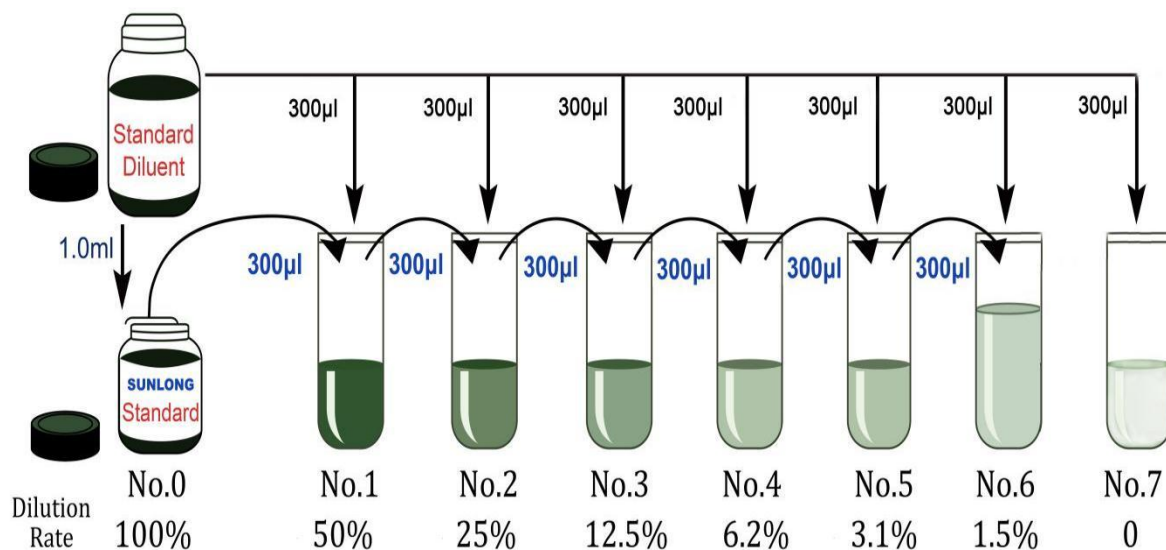 300µl 300µl 300µl 300µl 300µl 300µl 300µl
Standard
Diluent
1.0ml
300µl 300µl 300µl 300µl 300µl 300µl
SUNLONG
Standard
No.0 No.1 No.2 No.3 No.4 No.5 No.6 No.7
Dilution
Rate
100% 50% 25% 12.5% 6.2% 3.1% 1.5% 0